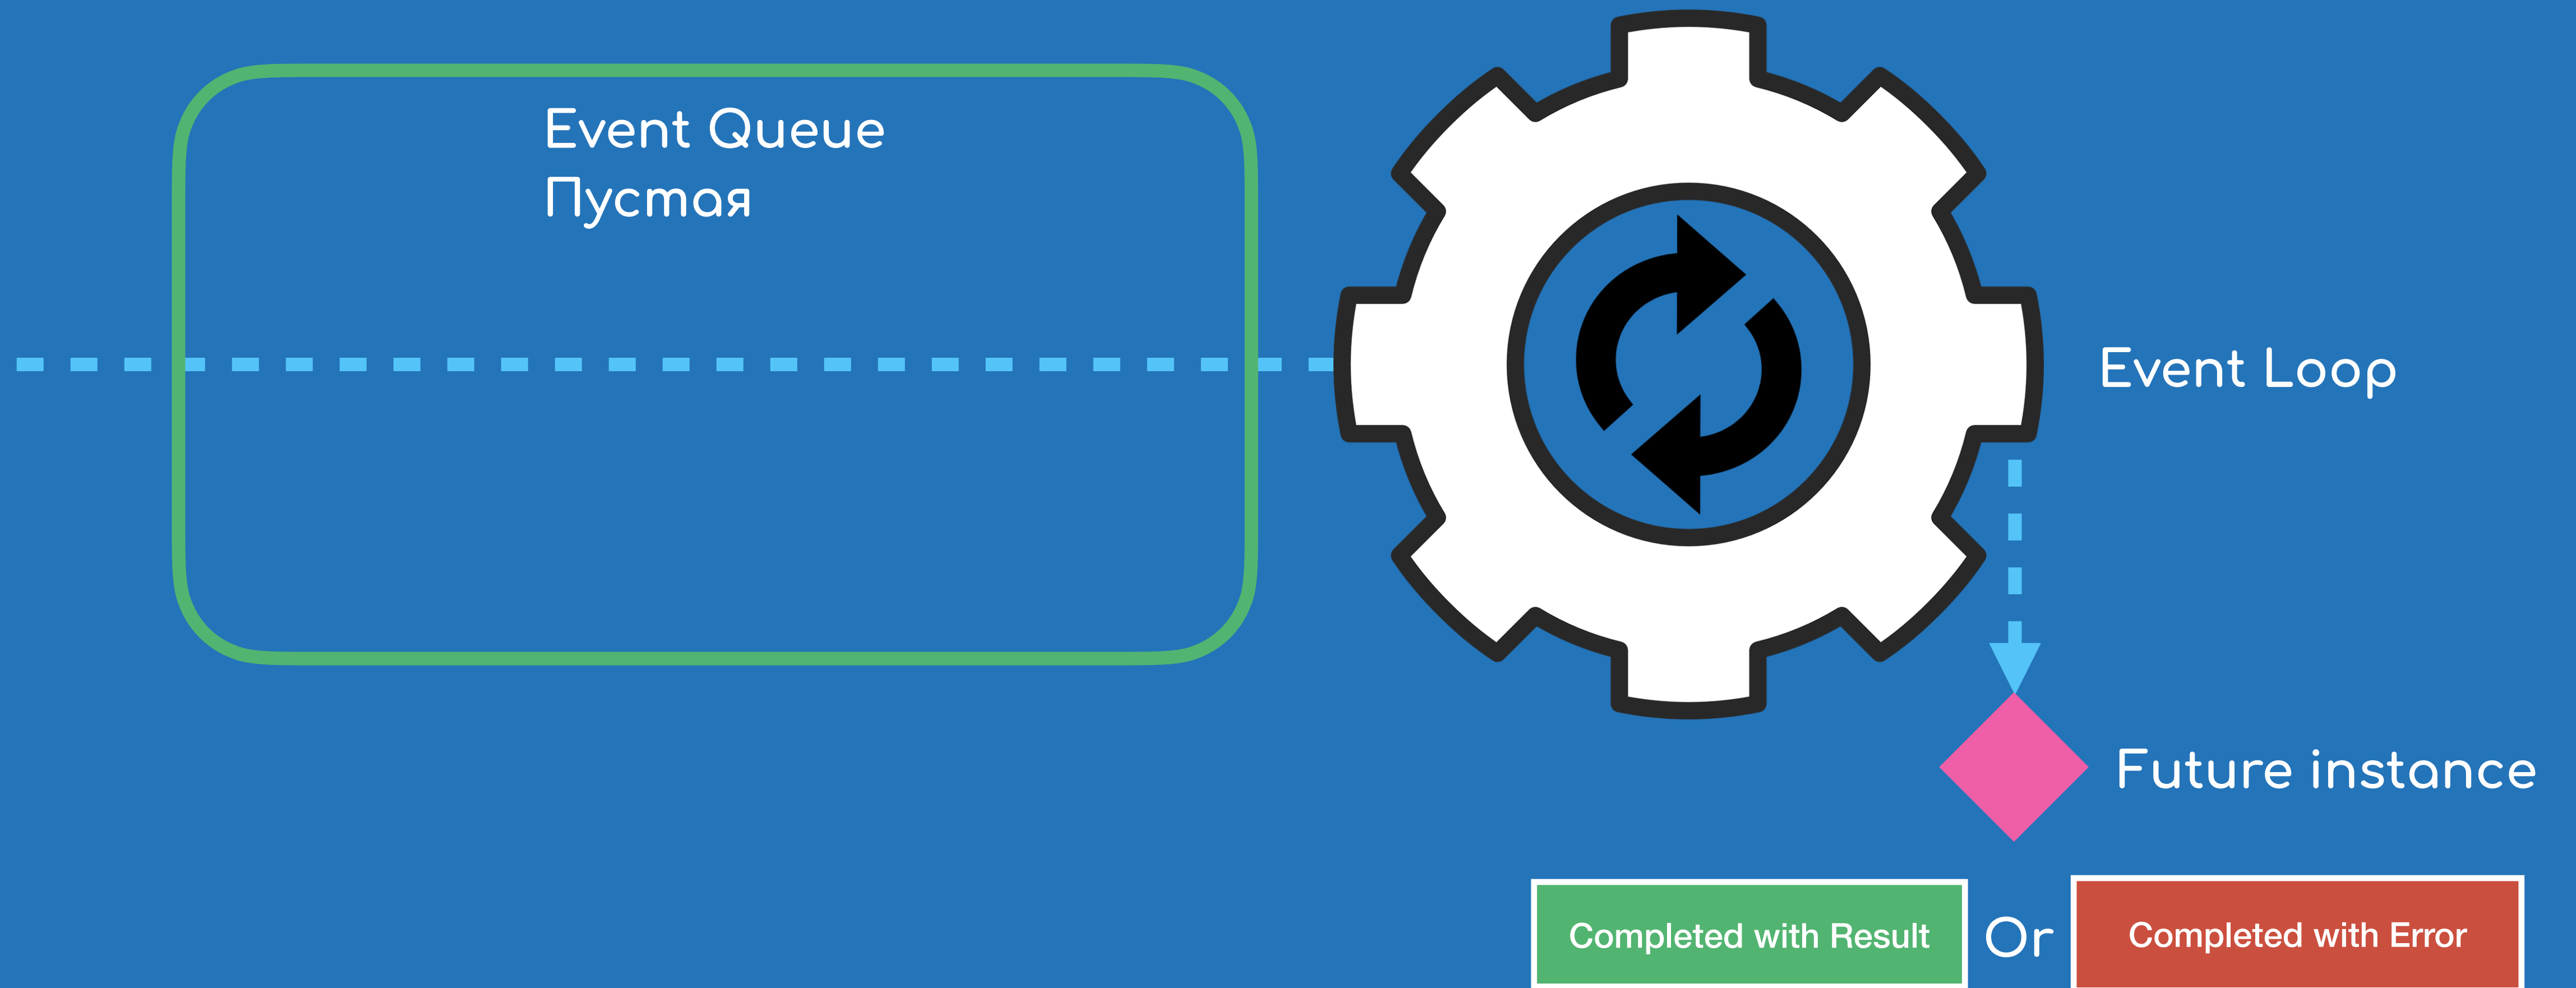 Event Queue
Пустая
Event Loop
Future instance
Completed with Result
Or
Completed with Error